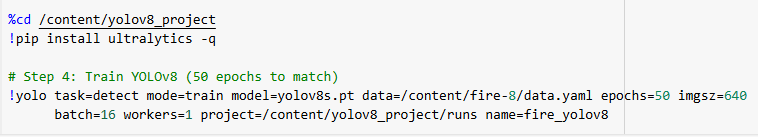 %cd /content/yolov8_project
!pip install ultralytics -q
# Step 4: Train YOLOv8 (50 epochs to match)
!yolo task=detect mode=train model=yolov8s.pt data=/content/fire-8/data.yaml epochs=50 imgsz=640
batch=16 workers=1 project=/content/yolov8_project/runs name=fire_yolov8